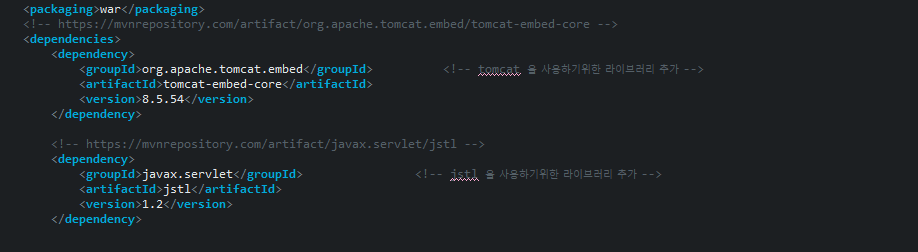 <packaging>war</packaging>
<!-- https://mvnrepository.com/artifact/org.apache.tomcat.embed/tomcat-embed-core -->
<dependencies>
<dependency>
<groupId>org.apache.tomcat.embed</groupId> <!-- tomcat 을 사용하기위한 라이브러리 추가 -->
<artifactId>tomcat-embed-core</artifactId>
<version>8.5.54</version>
</dependency>
<!-- https://mvnrepository.com/artifact/javax.servlet/jstl -->
<dependency>
<groupId>javax.servlet</groupId> <!-- jstl 을 사용하기위한 라이브러리 추가 -->
<artifactId>jstl</artifactId>
<version>1.2</version>
</dependency>